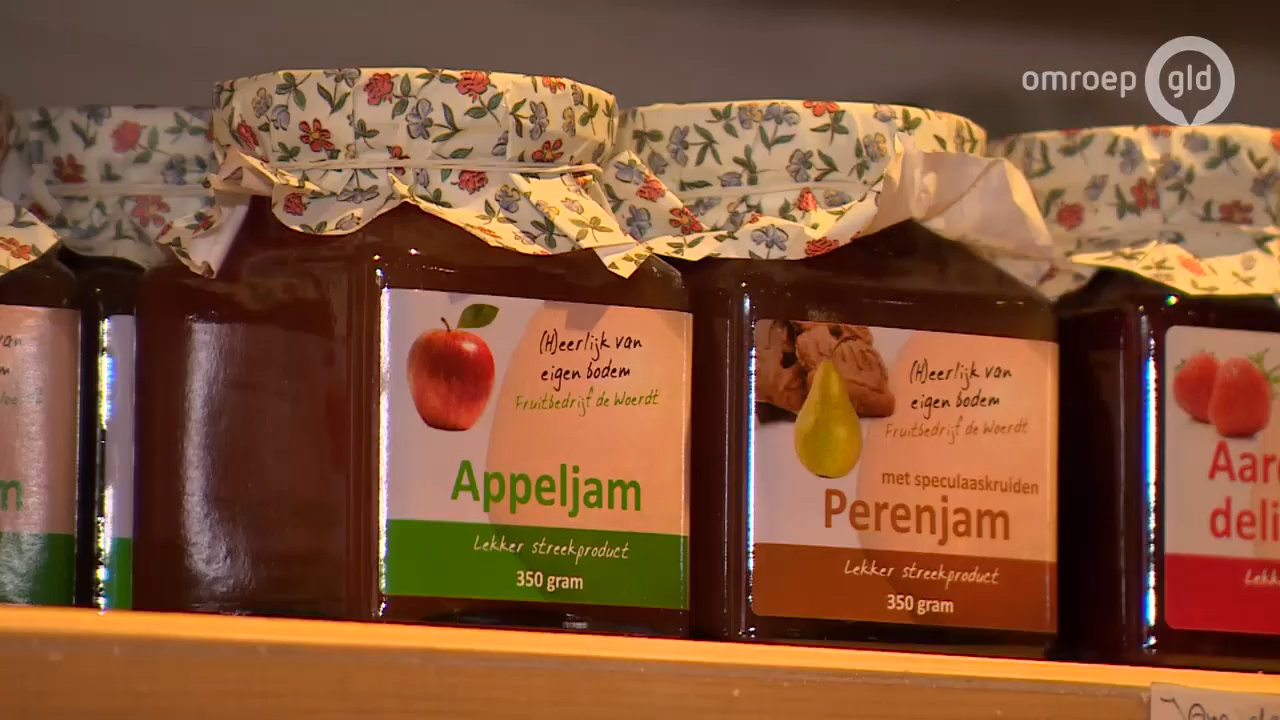 omroep gld
(H)eerlijk van
eigen bodem
Fruitbedrijf de Woerdt
Appeljam
Lekker streekproduct
350 gram
(H)eerlijk van
eigen bodem
Fruitbedrijf de Woerdt
met speculaaskruiden
Perenjam
Lekker streekproduct
350 gram